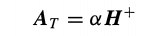 A_T = αH⁺